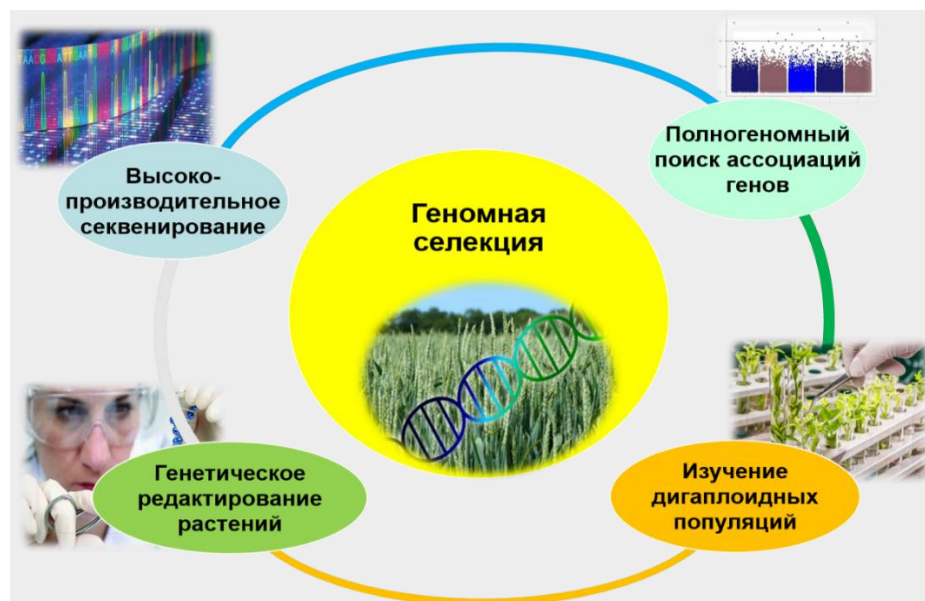 Высоко-
производительное
секвенирование
Полногеномный
поиск ассоциаций
генов
Геномная
селекция
Генетическое
редактирование
растений
Изучение
дигаплоидных
популяций